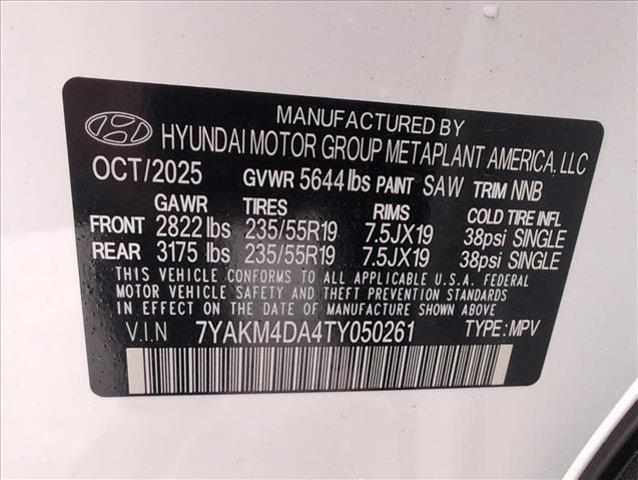 MANUFACTURED BY
HYUNDAI MOTOR GROUP METAPLANT AMERICA, LLC
OCT/2025 GVWR 5644lbs PAINT SAW TRIM NNB
GAWR TIRES RIMS COLD TIRE INFL
FRONT 2822 lbs 235/55R19 7.5JX19 38psi SINGLE
REAR 3175 lbs 235/55R19 7.5JX19 38psi SINGLE
THIS VEHICLE CONFORMS TO ALL APPLICABLE U.S.A. FEDERAL
MOTOR VEHICLE SAFETY AND THEFT PREVENTION STANDARDS
IN EFFECT ON THE DATE OF MANUFACTURE SHOWN ABOVE
V.I.N 7YAKM4DA4TY050261 TYPE: MPV